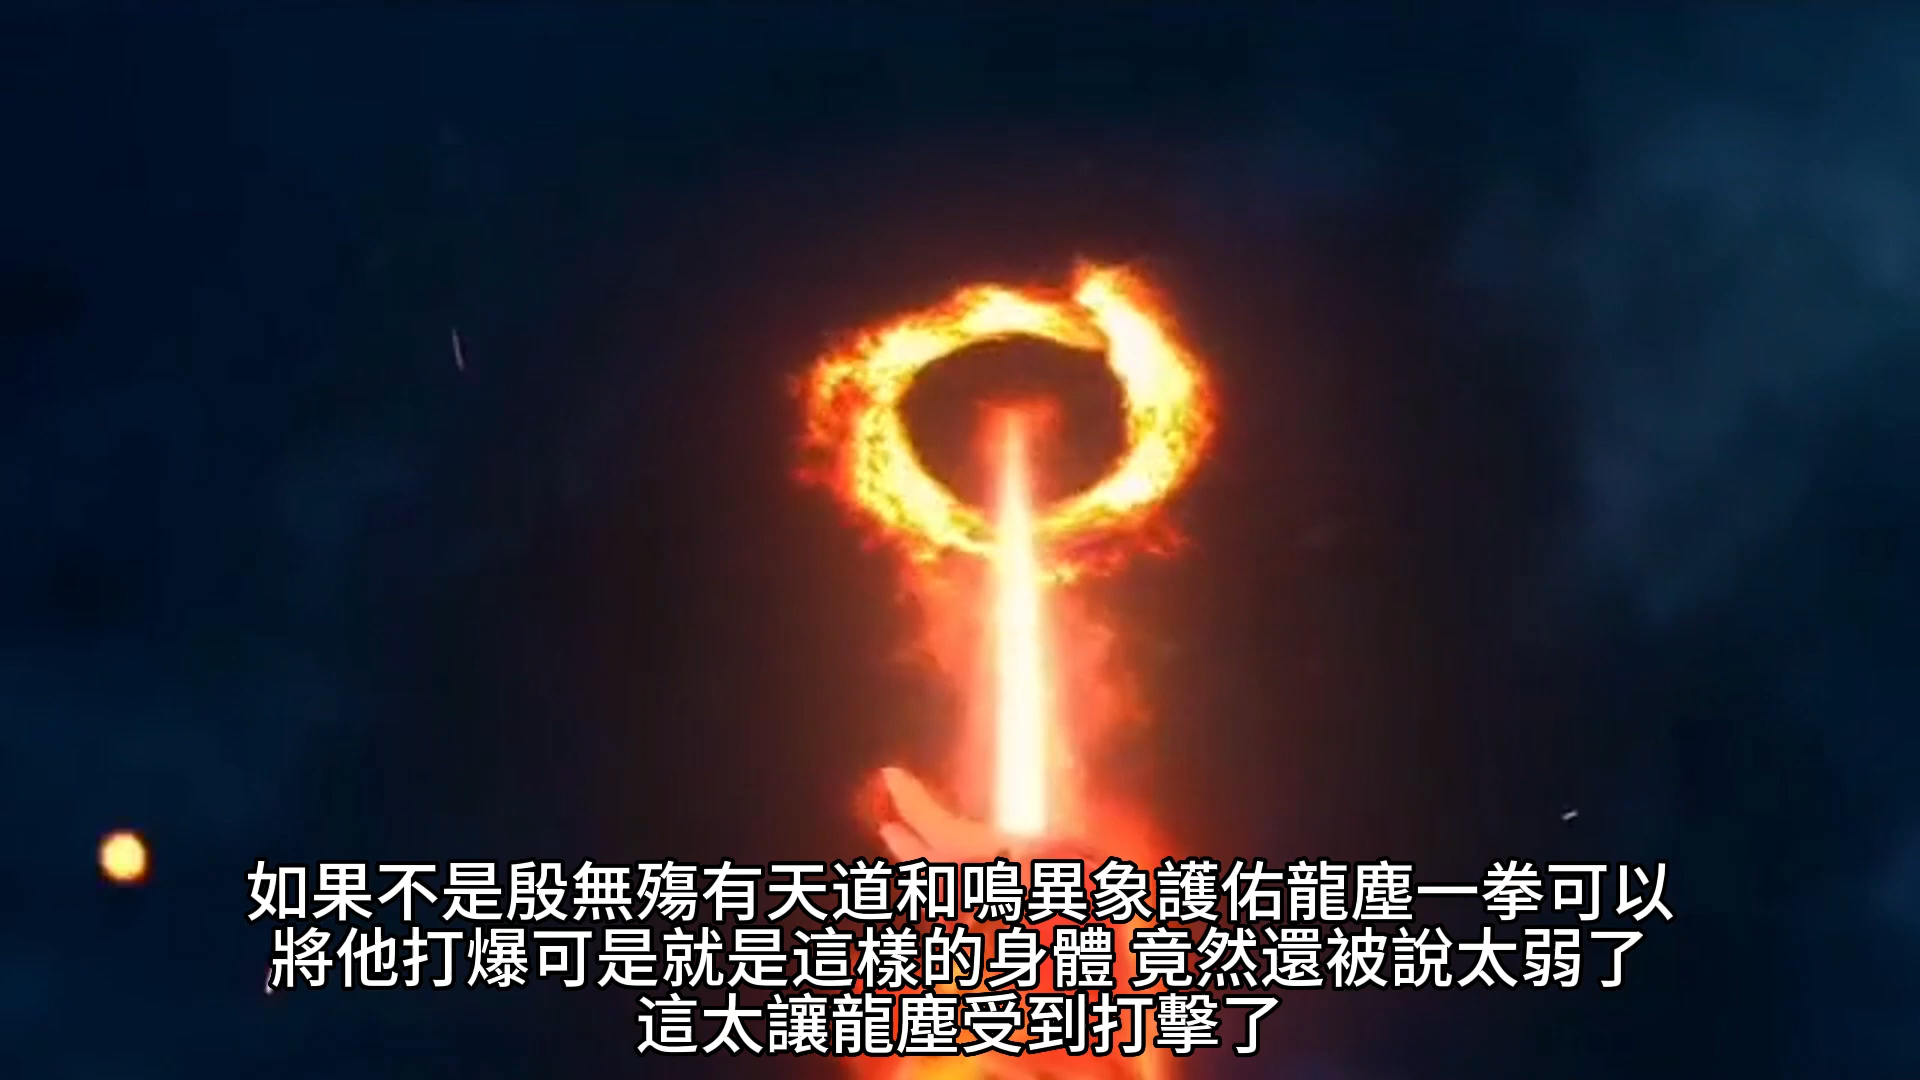 如果不是殷無殤有天道和鳴異象護佑龍塵一拳可以
將他打爆可是就是這樣的身體 竟然還被說太弱了
這太讓龍塵受到打擊了